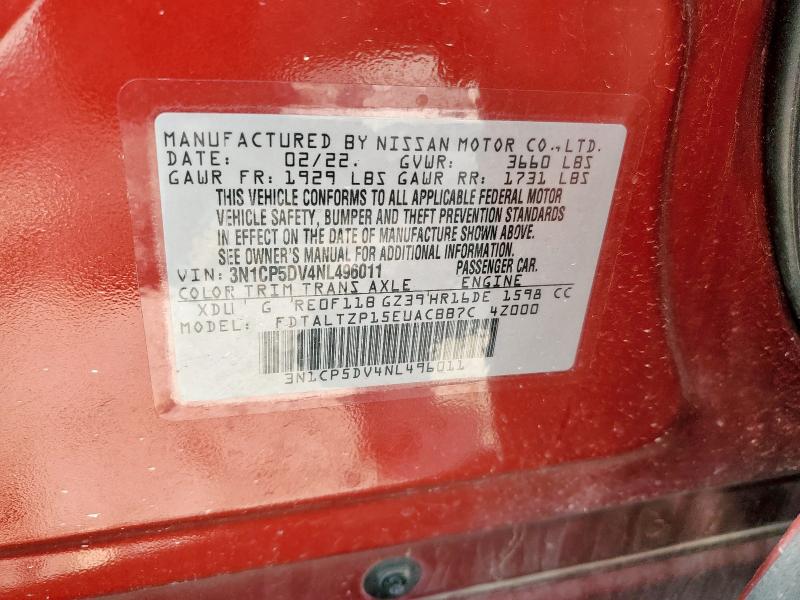 MANUFACTURED BY NISSAN MOTOR CO.,LTD.
DATE: 02/22. GVWR: 3660 LBS
GAWR FR: 1929 LBS GAWR RR: 1731 LBS
THIS VEHICLE CONFORMS TO ALL APPLICABLE FEDERAL MOTOR
VEHICLE SAFETY, BUMPER AND THEFT PREVENTION STANDARDS
IN EFFECT ON THE DATE OF MANUFACTURE SHOWN ABOVE.
SEE OWNER'S MANUAL FOR ADDITIONAL INFORMATION.
VIN: 3N1CP5DV4NL496011 PASSENGER CAR.
COLOR TRIM TRANS AXLE ENGINE
XDU G RE0F11B GZ39 HR16DE 1598 CC
MODEL: FDTALTZP15EUAC887C 4Z000
3N1CP5DV4NL496011